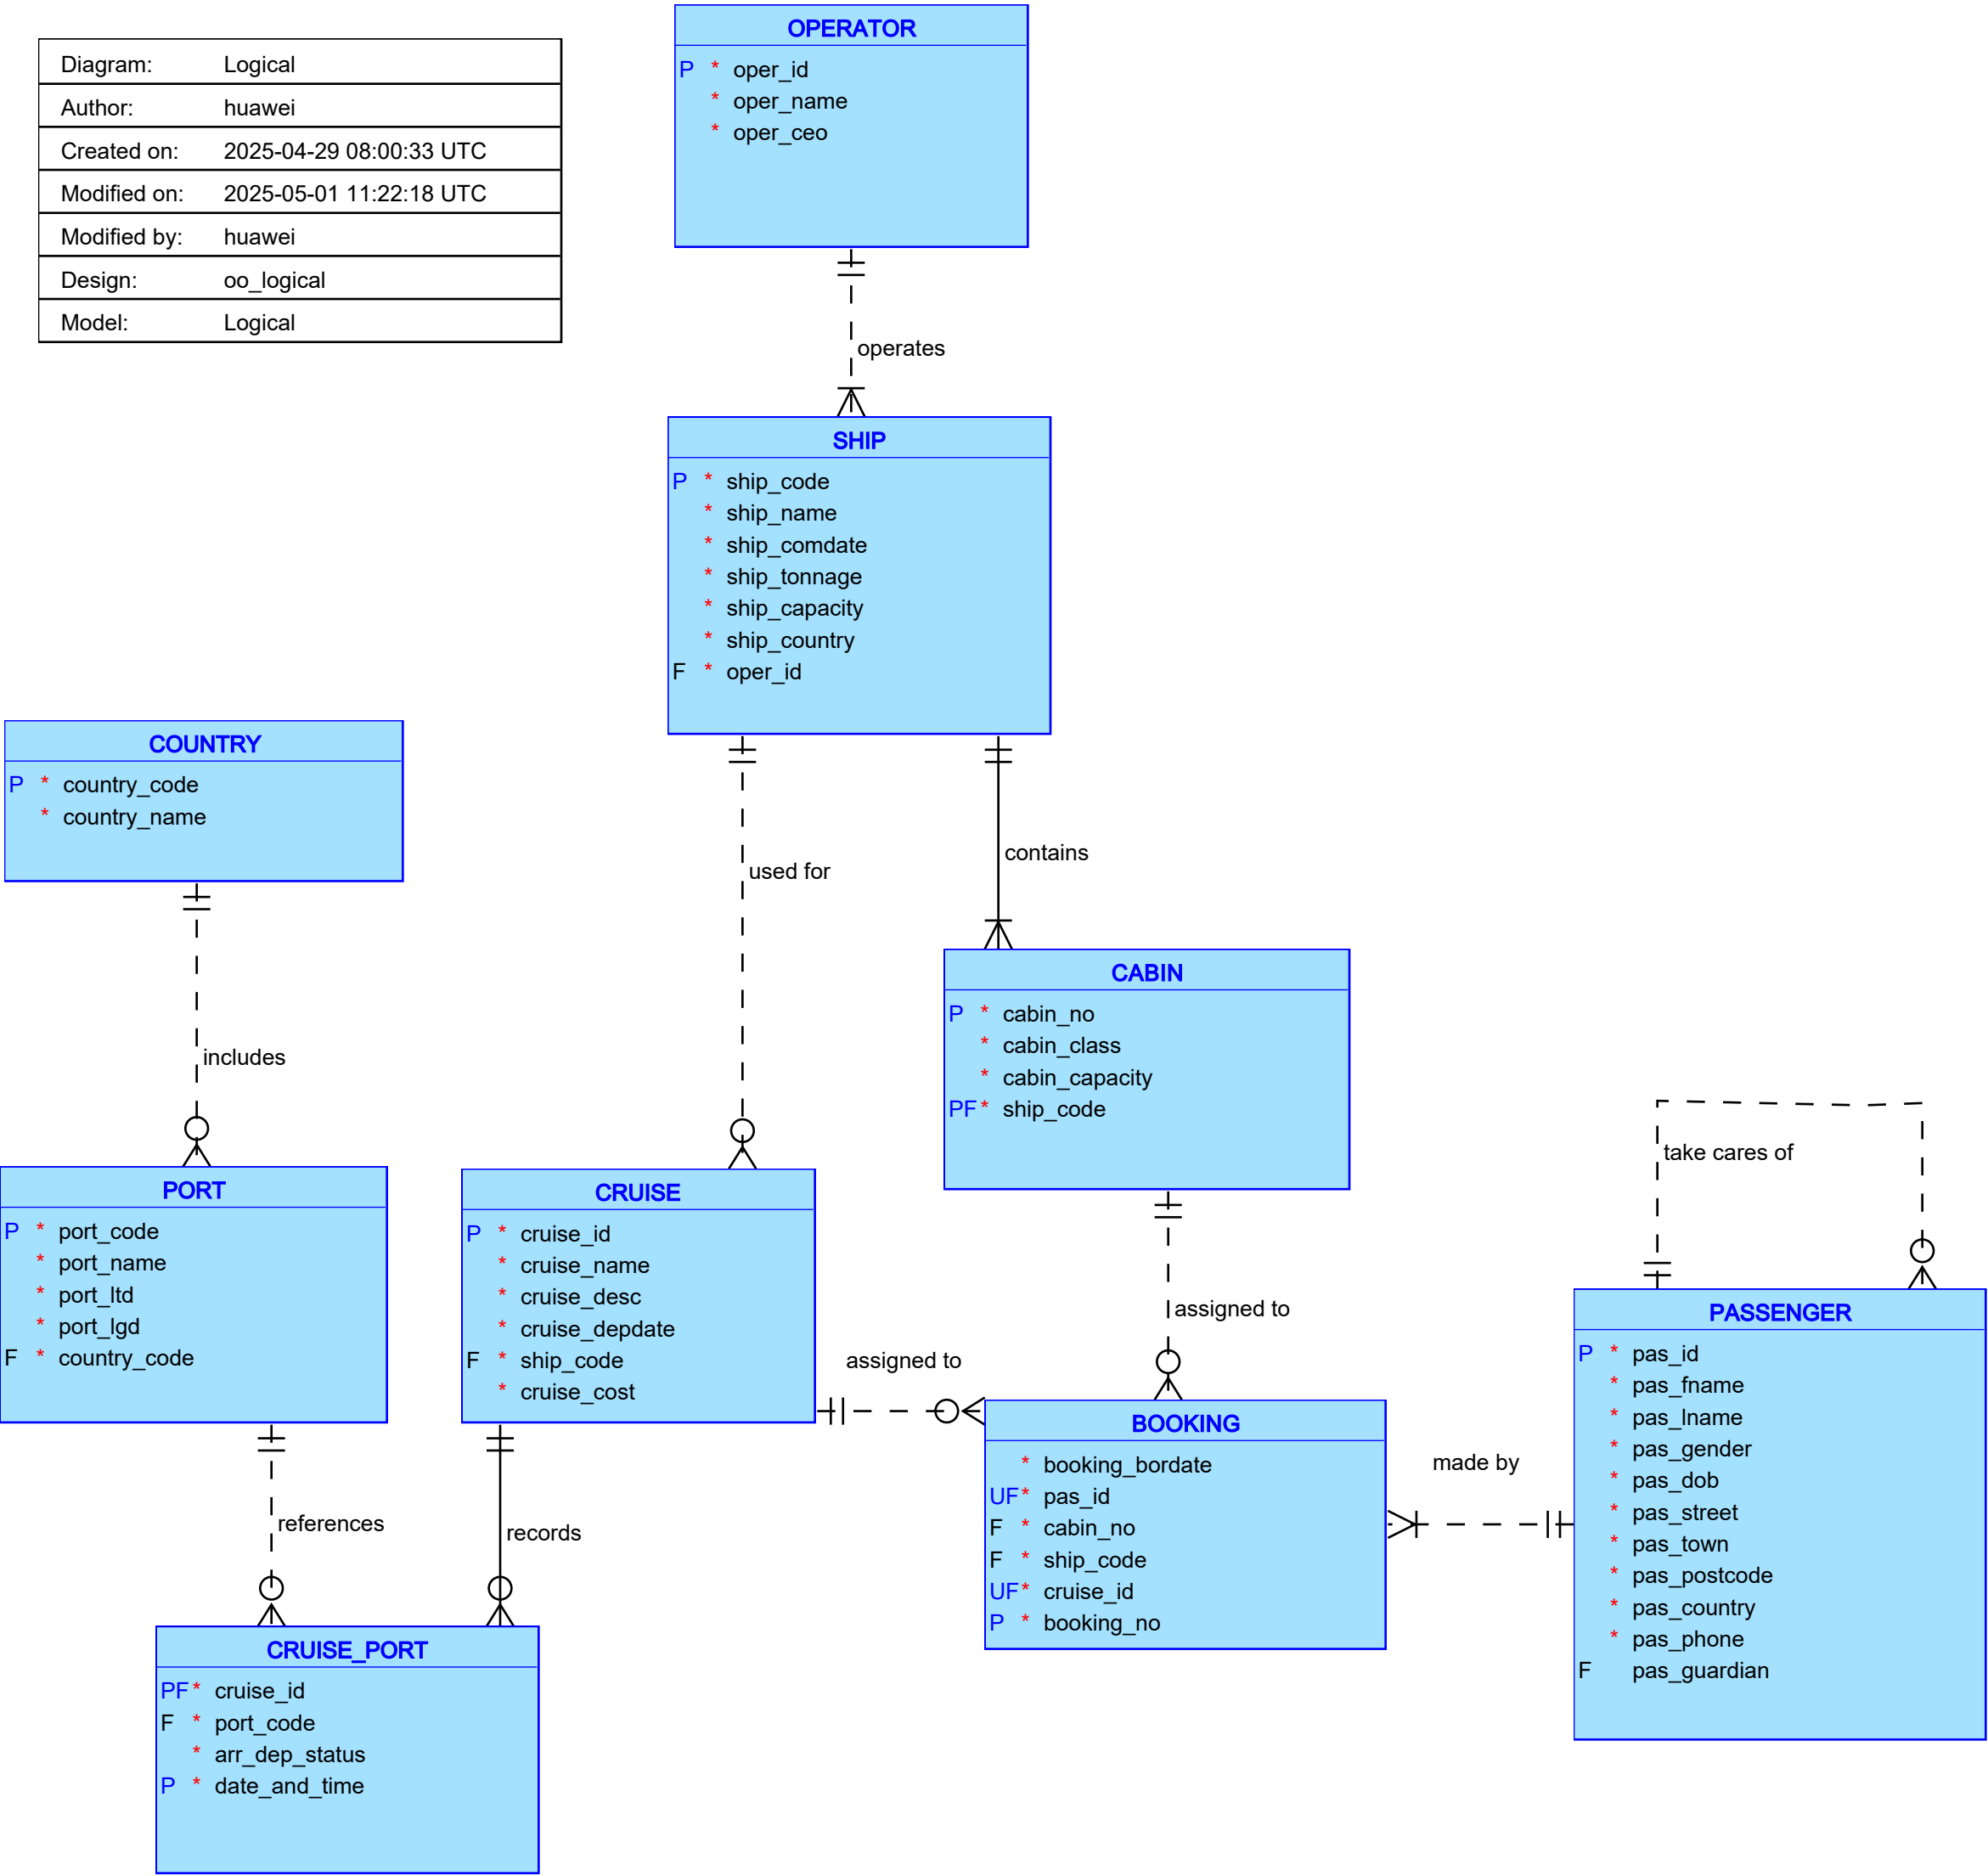 Diagram: Logical
Author: huawei
Created on: 2025-04-29 08:00:33 UTC
Modified on: 2025-05-01 11:22:18 UTC
Modified by: huawei
Design: oo_logical
Model: Logical
OPERATOR
P * oper_id
* oper_name
* oper_ceo
operates
SHIP
P * ship_code
* ship_name
* ship_comdate
* ship_tonnage
* ship_capacity
* ship_country
F * oper_id
used for
contains
COUNTRY
P * country_code
* country_name
includes
CABIN
P * cabin_no
* cabin_class
* cabin_capacity
PF * ship_code
assigned to
take cares of
PORT
P * port_code
* port_name
* port_ltd
* port_lgd
F * country_code
references
CRUISE
P * cruise_id
* cruise_name
* cruise_desc
* cruise_depdate
F * ship_code
* cruise_cost
assigned to
records
BOOKING
* booking_bordate
UF * pas_id
F * cabin_no
F * ship_code
UF * cruise_id
P * booking_no
made by
PASSENGER
P * pas_id
* pas_fname
* pas_lname
* pas_gender
* pas_dob
* pas_street
* pas_town
* pas_postcode
* pas_country
* pas_phone
F pas_guardian
CRUISE_PORT
PF * cruise_id
F * port_code
* arr_dep_status
P * date_and_time